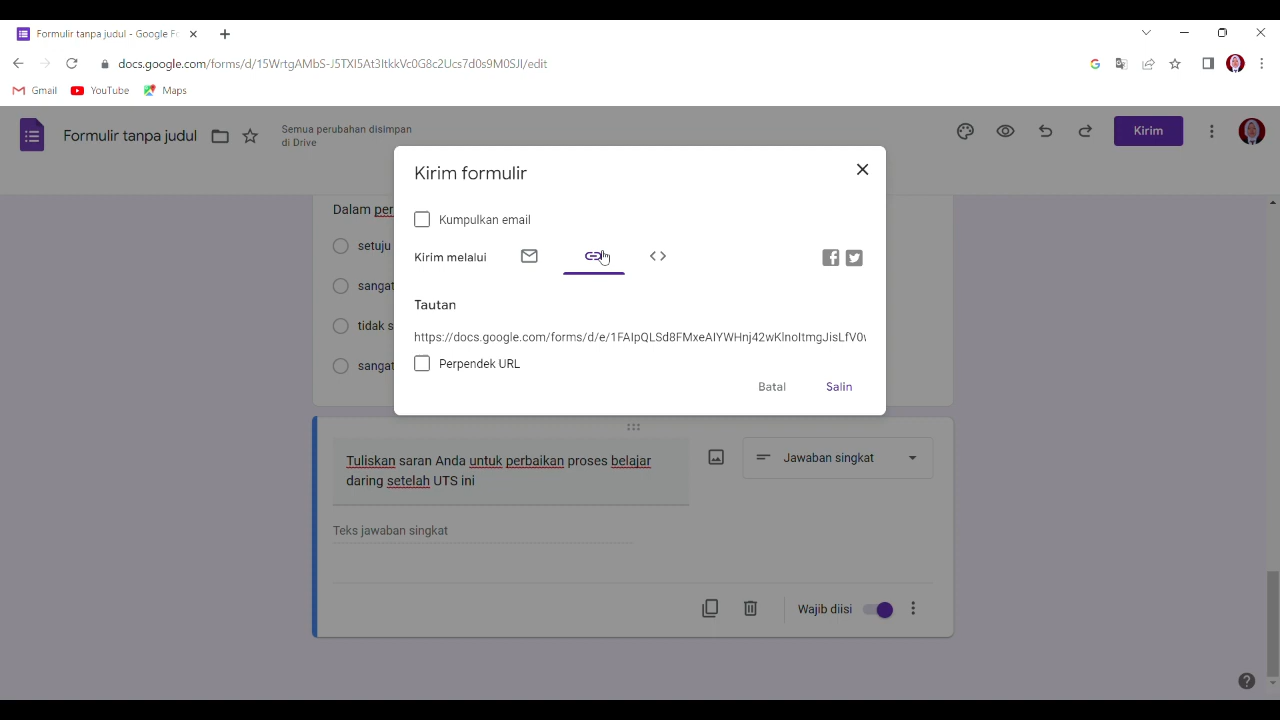 Formulir tanpa judul - Google Fo
docs.google.com/forms/d/15WrtgAMbS-J5TXI5At3ItkkVc0G8c2Ucs7d0s9M0SJI/edit
Gmail YouTube Maps
Formulir tanpa judul
Semua perubahan disimpan
di Drive
Kirim
Kirim formulir
Kumpulkan email
Kirim melalui
Tautan
https://docs.google.com/forms/d/e/1FAIpQLSd8FMxeAIYWHnj42wKlnoltmgJisLfV0
Perpendek URL
Batal Salin
Dalam per
setuju
sangat
tidak s
sangat
Tuliskan saran Anda untuk perbaikan proses belajar
daring setelah UTS ini
Jawaban singkat
Teks jawaban singkat
Wajib diisi